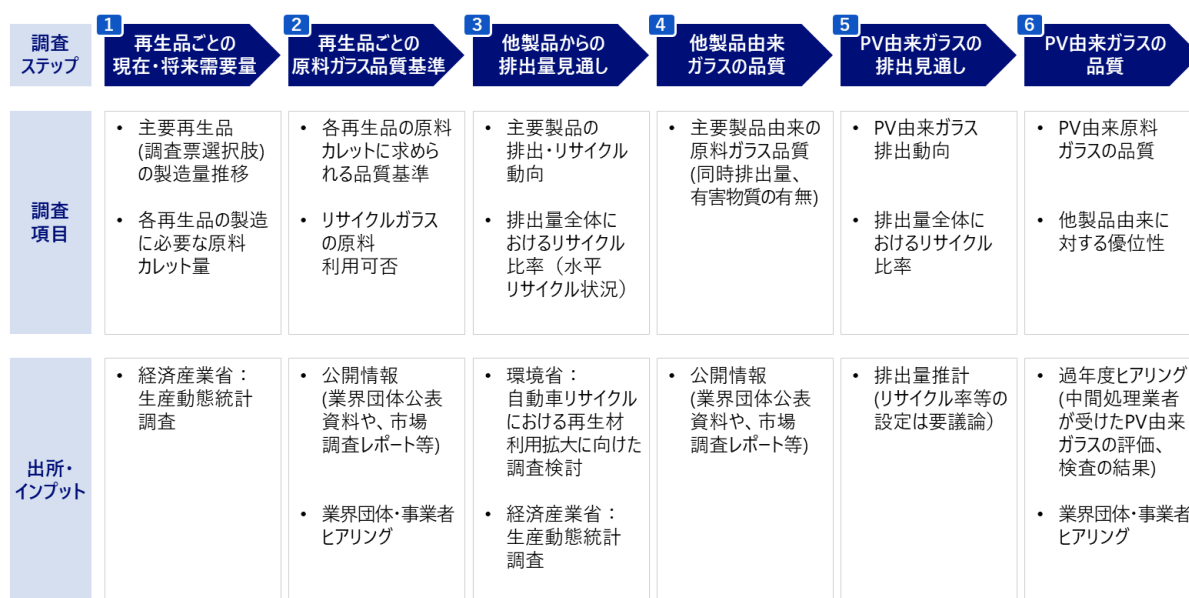 調査
ステップ
1
再生品ごとの
現在・将来需要量
2
再生品ごとの
原料ガラス品質基準
3
他製品からの
排出量見通し
4
他製品由来
ガラスの品質
5
PV由来ガラスの
排出見通し
6
PV由来ガラスの
品質
調査
項目
• 主要再生品
(調査票選択肢)
の製造量推移
• 各再生品の製造
に必要な原料
カレット量
• 各再生品の原料
カレットに求めら
れる品質基準
• リサイクルガラス
の原料
利用可否
• 主要製品の
排出・リサイクル
動向
• 排出量全体に
おけるリサイクル
比率（水平
リサイクル状況）
• 主要製品由来の
原料ガラス品質
(同時排出量、
有害物質の有無)
• PV由来ガラス
排出動向
• 排出量全体に
おけるリサイクル
比率
• PV由来原料
ガラスの品質
• 他製品由来に
対する優位性
出所・
インプット
• 経済産業省：
生産動態統計
調査
• 公開情報
(業界団体公表
資料や、市場
調査レポート等)
• 業界団体・事業者
ヒアリング
• 環境省：
自動車リサイクル
における再生材
利用拡大に向けた
調査検討
• 経済産業省：
生産動態統計
調査
• 公開情報
(業界団体公表
資料や、市場
調査レポート等)
• 排出量推計
(リサイクル率等の
設定は要議論）
• 過年度ヒアリング
(中間処理業者
が受けたPV由来
ガラスの評価、
検査の結果)
• 業界団体・事業者
ヒアリング